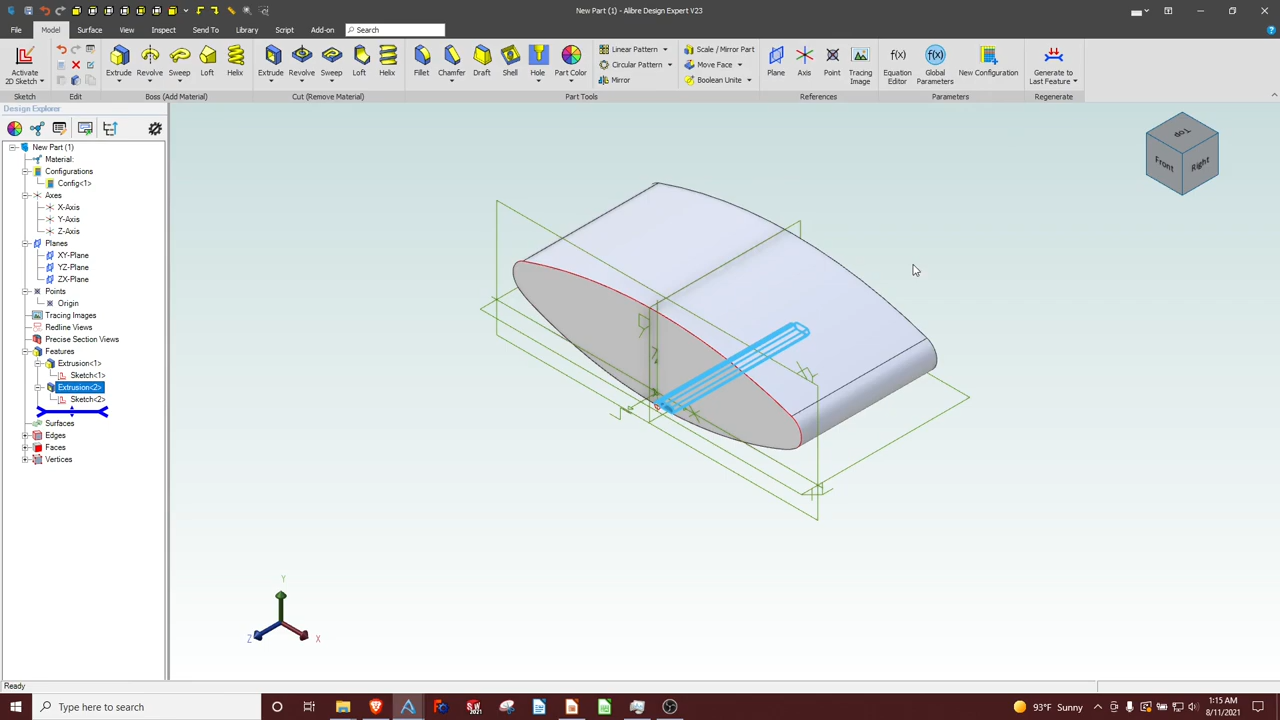 New Part (1) - Alibre Design Expert V23
File Model Surface View Inspect Send To Library Script Add-on Search
Activate 2D Sketch
Extrude Revolve Sweep Loft Helix
Extrude Revolve Sweep Loft Helix
Fillet Chamfer Draft Shell Hole Part Color
Linear Pattern
Circular Pattern
Mirror
Scale / Mirror Part
Move Face
Boolean Unite
Plane Axis Point Tracing Image
Equation Editor Global Parameters New Configuration
Generate to Last Feature
Sketch Edit Boss (Add Material) Cut (Remove Material) Part Tools References Parameters Regenerate
Design Explorer
New Part (1)
Material:
Configurations
Config<1>
Axes
X-Axis
Y-Axis
Z-Axis
Planes
XY-Plane
YZ-Plane
ZX-Plane
Points
Origin
Tracing Images
Redline Views
Precise Section Views
Features
Extrusion<1>
Sketch<1>
Extrusion<2>
Sketch<2>
Surfaces
Edges
Faces
Vertices
Top
Front Right
Y
Z X
Ready
Type here to search
93°F Sunny
1:15 AM
8/11/2021